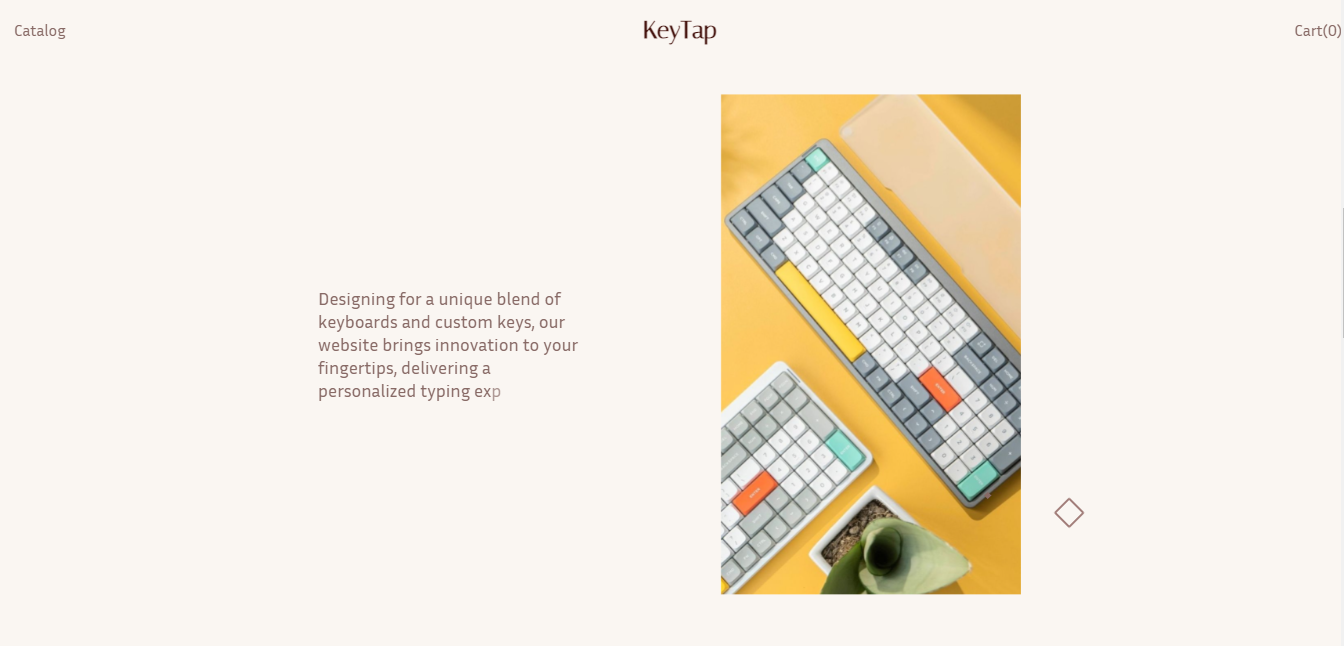 Catalog
KeyTap
Cart(0)
Designing for a unique blend of
keyboards and custom keys, our
website brings innovation to your
fingertips, delivering a
personalized typing exp